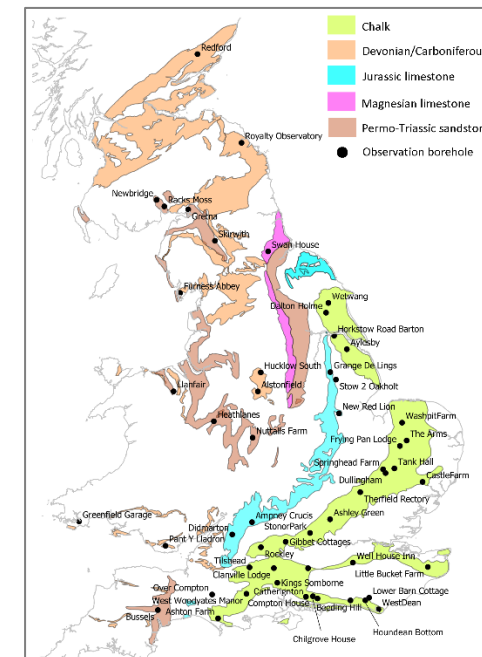 Chalk
Devonian/Carboniferou
Jurassic limestone
Magnesian limestone
Permo-Triassic sandston
Observation borehole
Redford
Royalty Observatory
Newbridge
Racks Moss
Gretna
Skirwith
Swan House
Furness Abbey
Wetwang
Dalton Holme
Horkstow Road Barton
Aylesby
Hucklow South
Grange De Lings
Llanfair
Alstonfield
Stow 2 Oakholt
Heathlanes
New Red Lion
WashpitFarm
Nuttalls Farm
Frying Pan Lodge
The Arms
Springhead Farm
Tank Hall
Dullingham
CastleFarm
Therfield Rectory
Greenfield Garage
Ampney Crucis
Ashley Green
Didmarton
StonorPark
Pant Y Lladron
Gibbet Cottages
Rockley
Well House Inn
Tilshead
Clanville Lodge
Little Bucket Farm
Over Compton
Kings Somborne
West Woodyates Manor
Catherington
Lower Barn Cottage
Ashton Farm
Compton House
Beeding Hill
WestDean
Bussels
Houndean Bottom
Chilgrove House